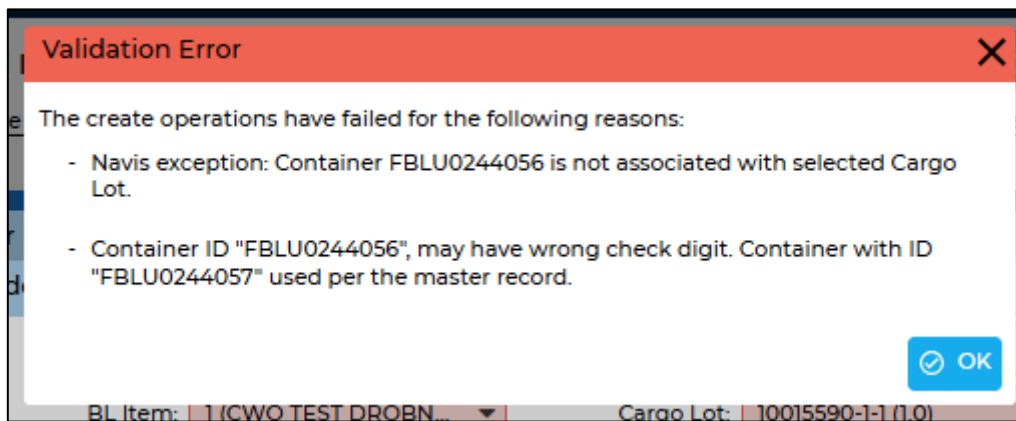 Validation Error
The create operations have failed for the following reasons:
- Navis exception: Container FBLU0244056 is not associated with selected Cargo
Lot.
- Container ID "FBLU0244056", may have wrong check digit. Container with ID
"FBLU0244057" used per the master record.
OK
BL Item: 1 (CWO TEST DROBN... Cargo Lot: 10015590-1-1 (1.0)